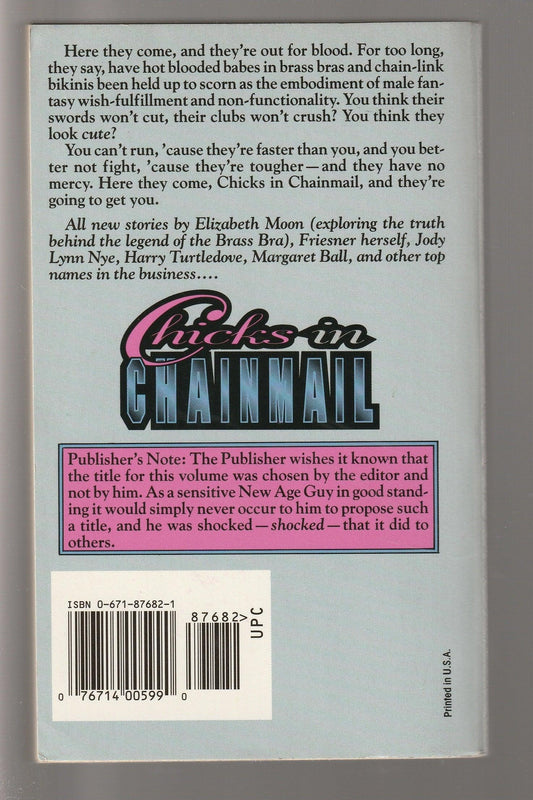 Here they come, and they're out for blood. For too long,
they say, have hot blooded babes in brass bras and chain-link
bikinis been held up to scorn as the embodiment of male fan-
tasy wish-fulfillment and non-functionality. You think their
swords won't cut, their clubs won't crush? You think they
look cute?
You can't run, 'cause they're faster than you, and you bet-
ter not fight, 'cause they're tougher—and they have no
mercy. Here they come, Chicks in Chainmail, and they're
going to get you.
All new stories by Elizabeth Moon (exploring the truth
behind the legend of the Brass Bra), Friesner herself, Jody
Lynn Nye, Harry Turtledove, Margaret Ball, and other top
names in the business....
Chicks in
CHAINMAIL
Publisher's Note: The Publisher wishes it known that
the title for this volume was chosen by the editor and
not by him. As a sensitive New Age Guy in good stand-
ing it would simply never occur to him to propose such
a title, and he was shocked—shocked—that it did to
others.
ISBN 0-671-87682-1
87682>
UPC
0 76714 00599 0
Printed in U.S.A.